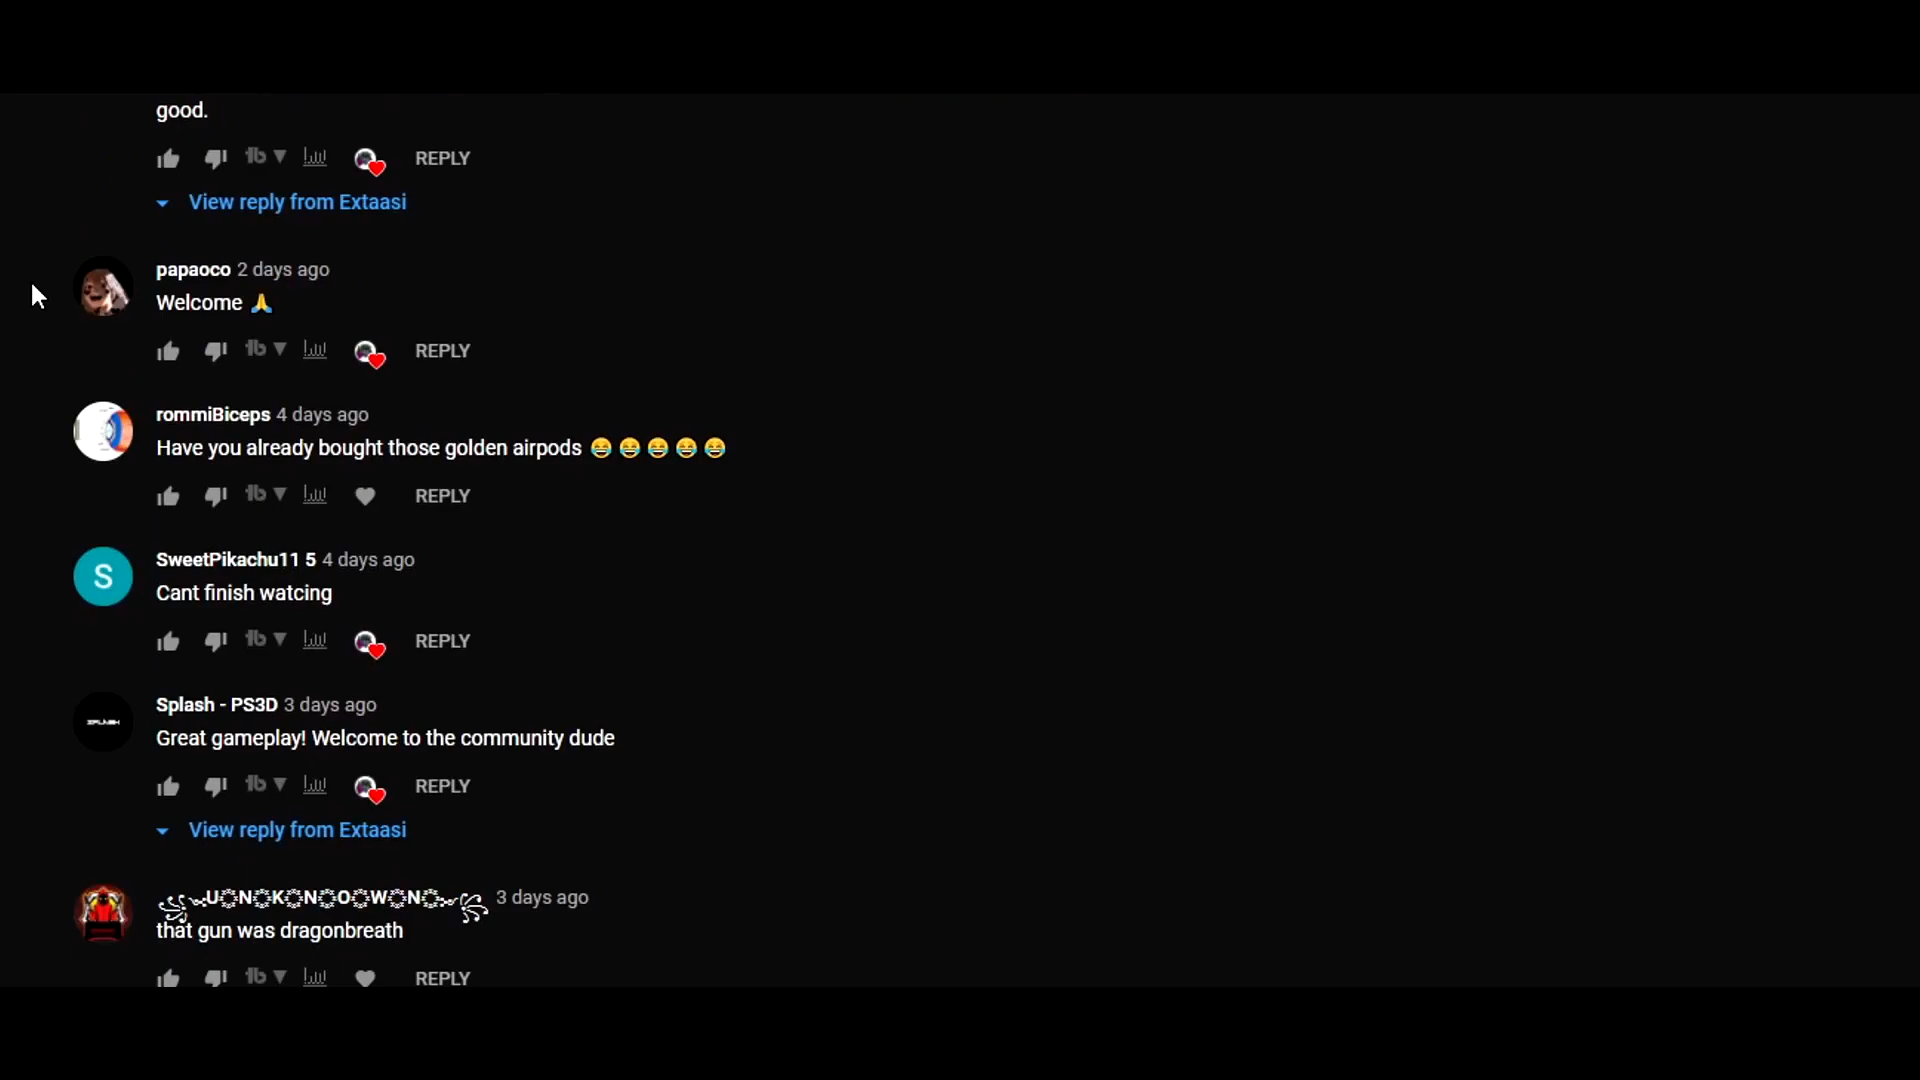 good.
REPLY
View reply from Extaasi
papaoco 2 days ago
Welcome 🙏
REPLY
rommiBiceps 4 days ago
Have you already bought those golden airpods 😂 😂 😂 😂 😂
REPLY
S
SweetPikachu11 5 4 days ago
Cant finish watcing
REPLY
SPLASH
Splash - PS3D 3 days ago
Great gameplay! Welcome to the community dude
REPLY
View reply from Extaasi
꧁༺U҉N҉K҉N҉O҉W҉N҉༻꧂ 3 days ago
that gun was dragonbreath
REPLY